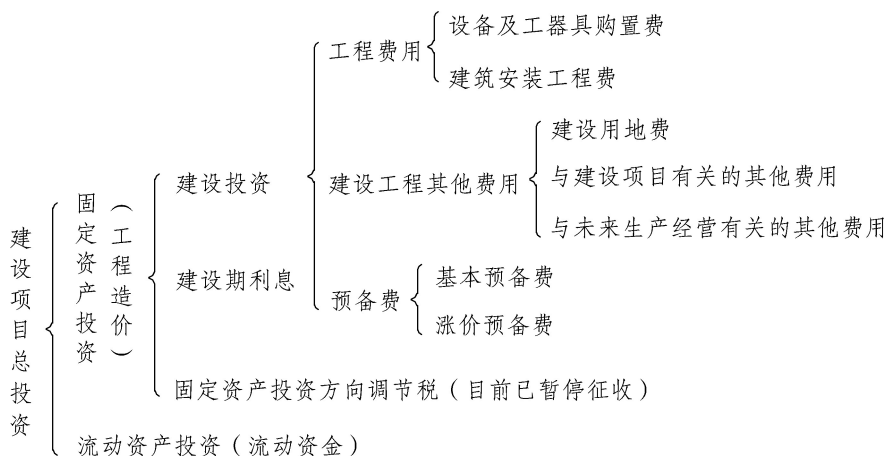 建设项目总投资
固定资产投资
（工程造价）
建设投资
工程费用
设备及工器具购置费
建筑安装工程费
建设工程其他费用
建设用地费
与建设项目有关的其他费用
与未来生产经营有关的其他费用
预备费
基本预备费
涨价预备费
建设期利息
固定资产投资方向调节税（目前已暂停征收）
流动资产投资（流动资金）